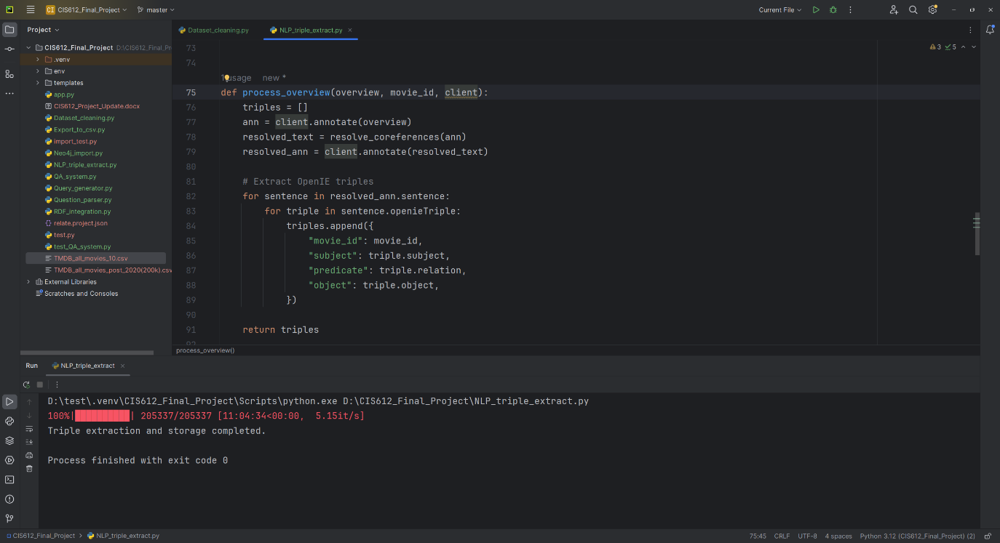 CI CIS612_Final_Project master Current File
Project
Dataset_cleaning.py NLP_triple_extract.py
CIS612_Final_Project D:\CIS612_Final_Pr
.venv
env
templates
app.py
CIS612_Project_Update.docx
Dataset_cleaning.py
Export_to_csv.py
import_test.py
Neo4j_import.py
NLP_triple_extract.py
QA_system.py
Query_generator.py
Question_parser.py
RDF_integration.py
relate.project.json
test.py
test_QA_system.py
TMDB_all_movies_10.csv
TMDB_all_movies_post_2020(200k).csv
External Libraries
Scratches and Consoles
3 5
73
74
1 usage new *
75 def process_overview(overview, movie_id, client):
76 triples = []
77 ann = client.annotate(overview)
78 resolved_text = resolve_coreferences(ann)
79 resolved_ann = client.annotate(resolved_text)
80
81 # Extract OpenIE triples
82 for sentence in resolved_ann.sentence:
83 for triple in sentence.openieTriple:
84 triples.append({
85 "movie_id": movie_id,
86 "subject": triple.subject,
87 "predicate": triple.relation,
88 "object": triple.object,
89 })
90
91 return triples
92
process_overview()
Run NLP_triple_extract
D:\test\.venv\CIS612_Final_Project\Scripts\python.exe D:\CIS612_Final_Project\NLP_triple_extract.py
100%|██████████| 205337/205337 [11:04:34<00:00, 5.15it/s]
Triple extraction and storage completed.
Process finished with exit code 0
CIS612_Final_Project > NLP_triple_extract.py 75:45 CRLF UTF-8 4 spaces Python 3.12 (CIS612_Final_Project) (2)